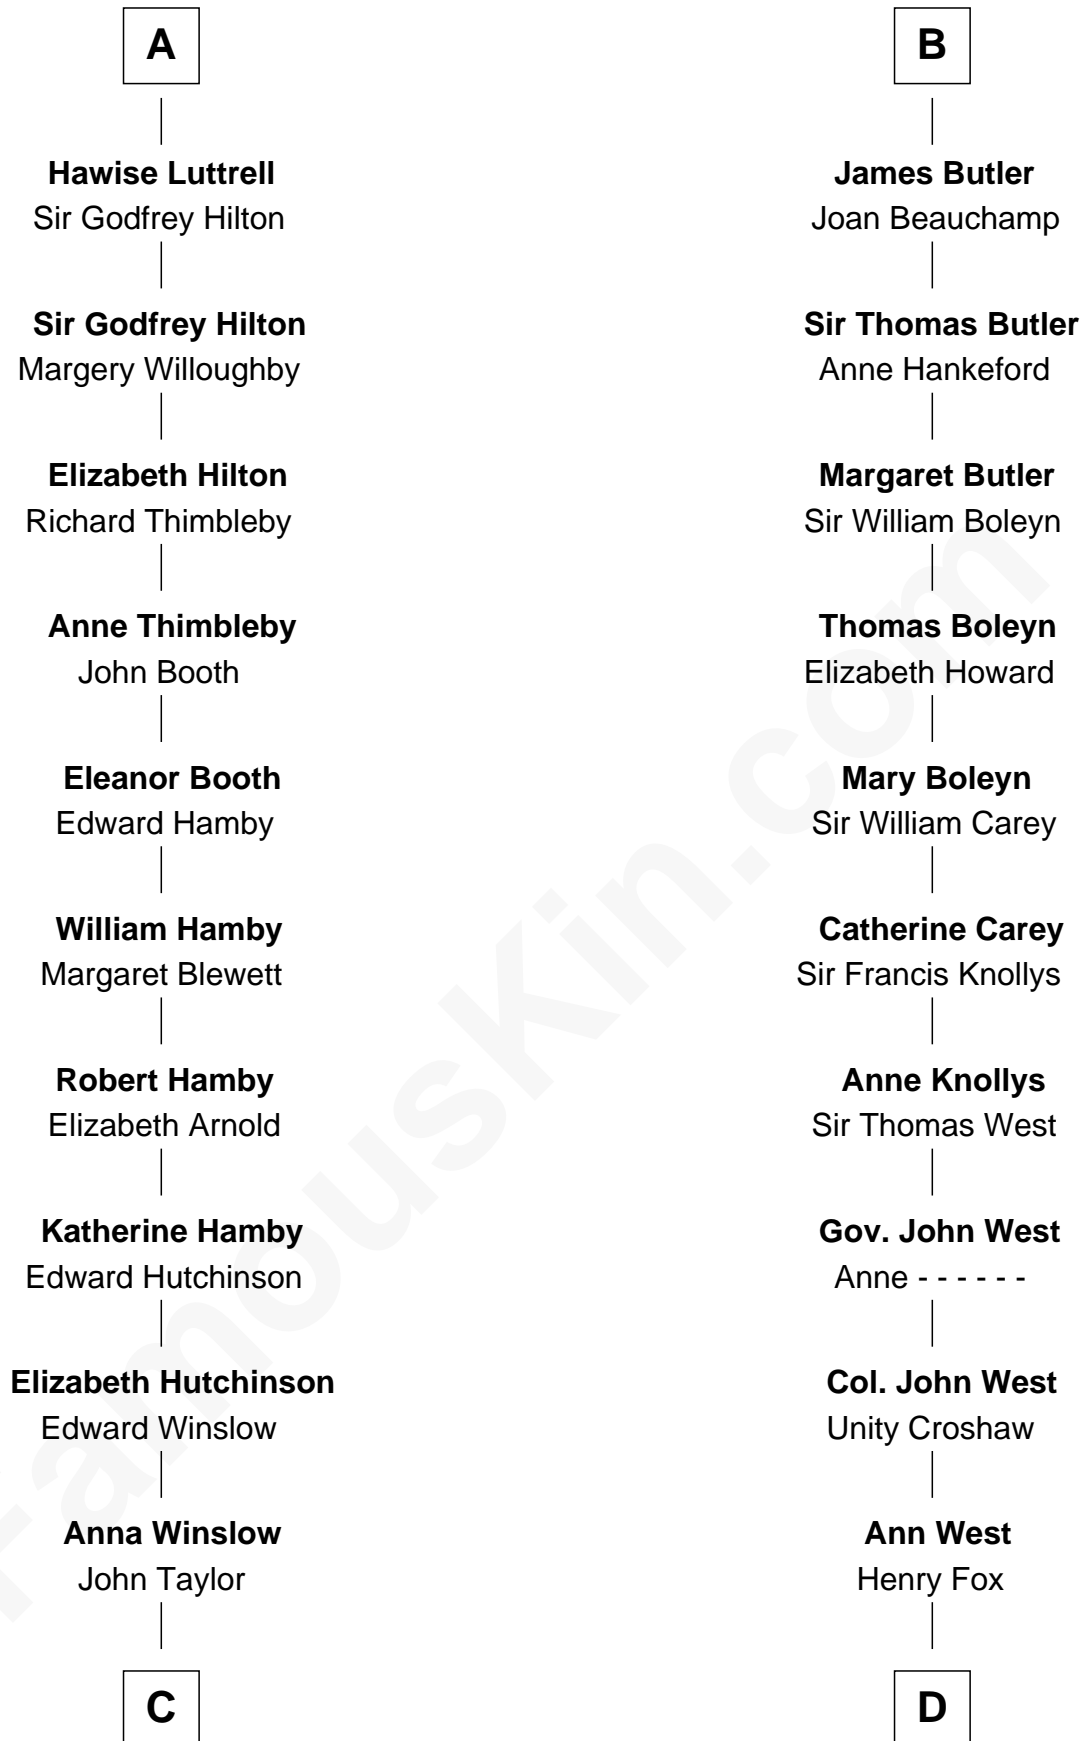 A
Hawise Luttrell
Sir Godfrey Hilton
Sir Godfrey Hilton
Margery Willoughby
Elizabeth Hilton
Richard Thimbleby
Anne Thimbleby
John Booth
Eleanor Booth
Edward Hamby
William Hamby
Margaret Blewett
Robert Hamby
Elizabeth Arnold
Katherine Hamby
Edward Hutchinson
Elizabeth Hutchinson
Edward Winslow
Anna Winslow
John Taylor
C
B
James Butler
Joan Beauchamp
Sir Thomas Butler
Anne Hankeford
Margaret Butler
Sir William Boleyn
Thomas Boleyn
Elizabeth Howard
Mary Boleyn
Sir William Carey
Catherine Carey
Sir Francis Knollys
Anne Knollys
Sir Thomas West
Gov. John West
Anne - - - - - -
Col. John West
Unity Croshaw
Ann West
Henry Fox
D
FamousKin.com